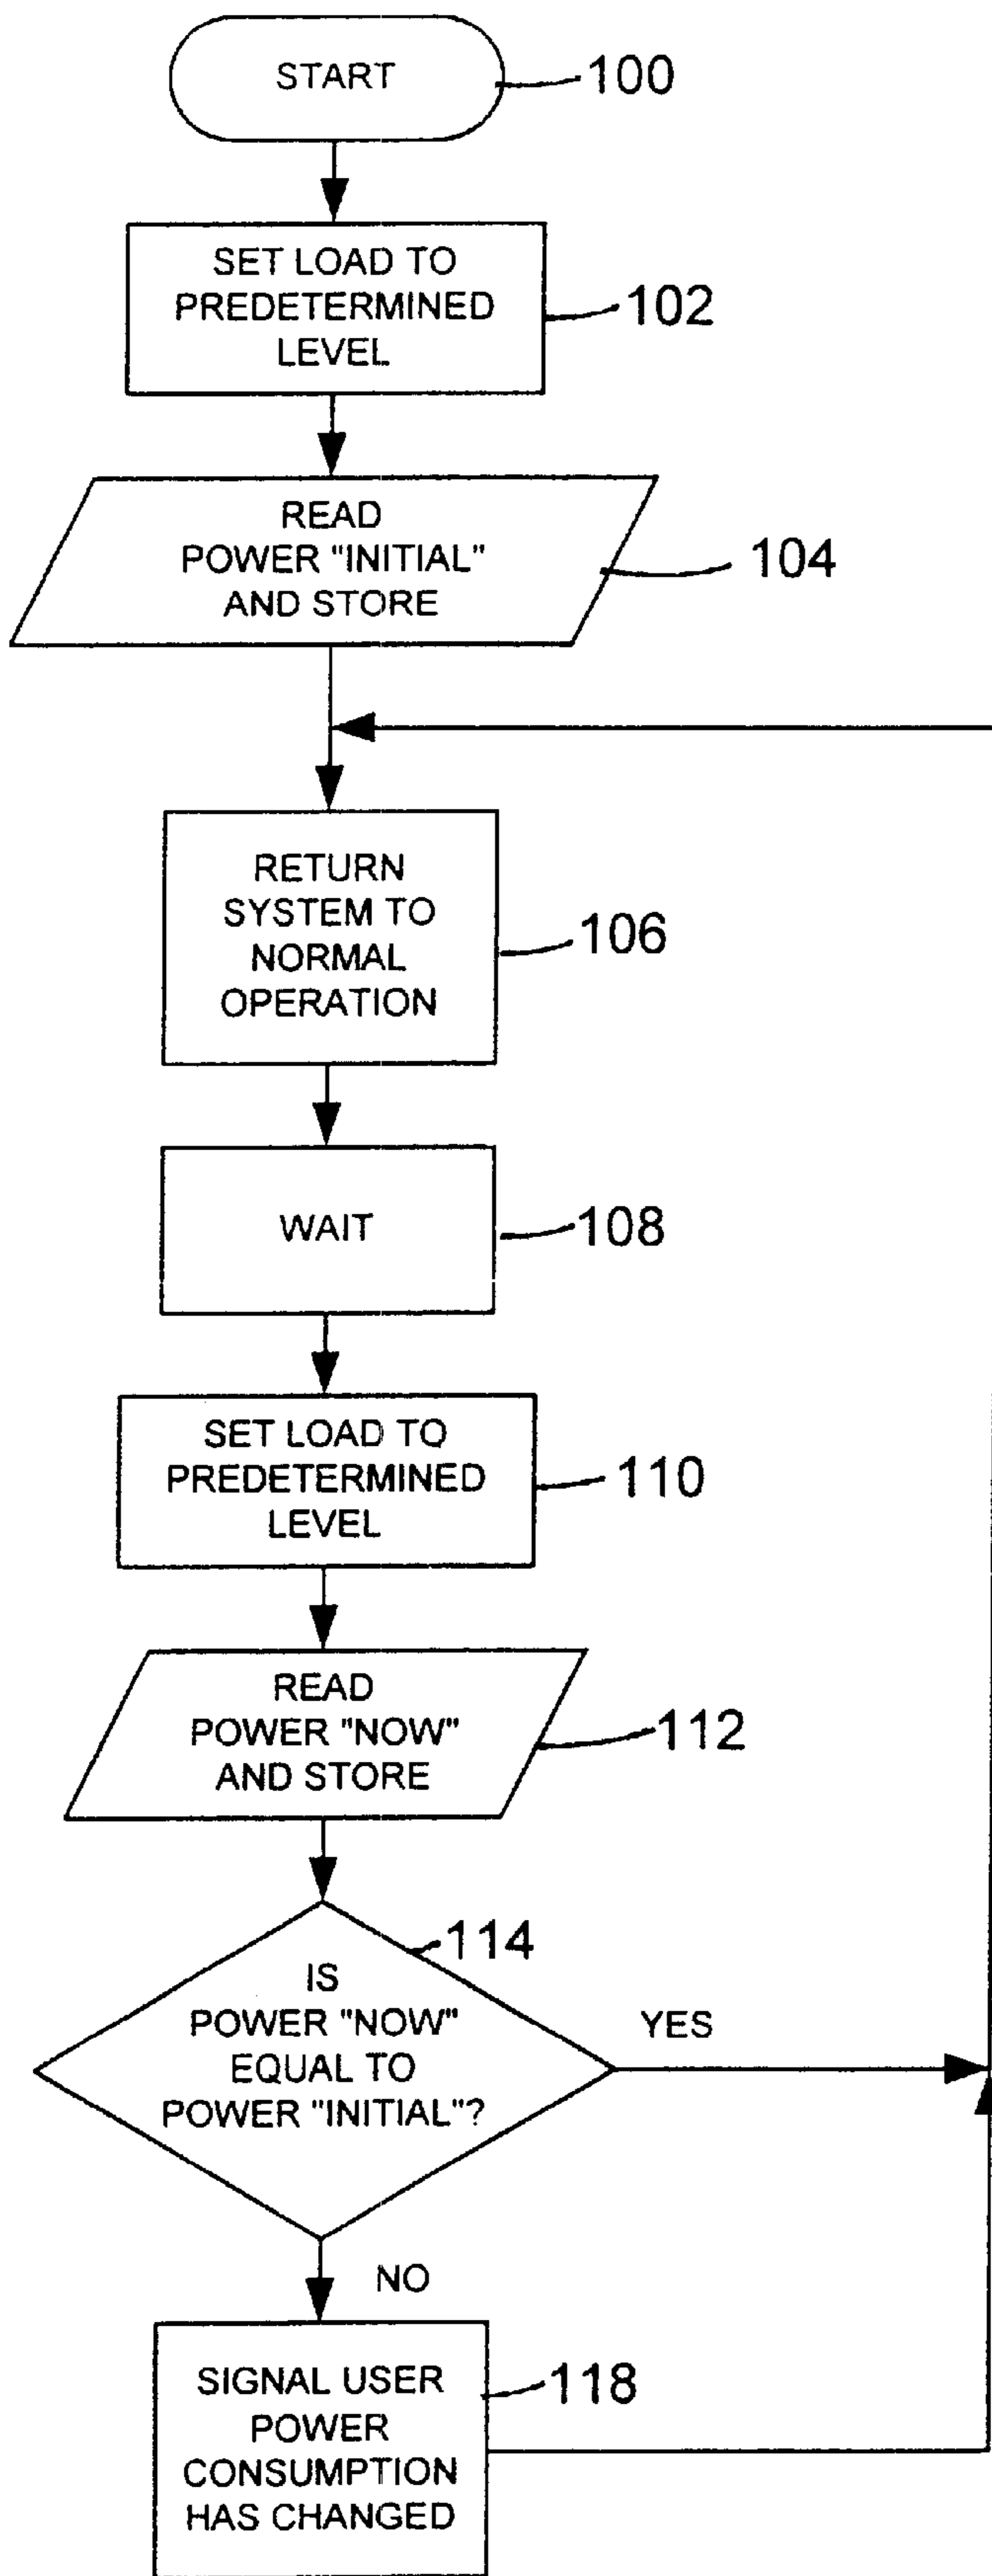 START
100
SET LOAD TO
PREDETERMINED
LEVEL
102
READ
POWER "INITIAL"
AND STORE
104
RETURN
SYSTEM TO
NORMAL
OPERATION
106
WAIT
108
SET LOAD TO
PREDETERMINED
LEVEL
110
READ
POWER "NOW"
AND STORE
112
114
IS
POWER "NOW"
EQUAL TO
POWER "INITIAL"?
YES
NO
SIGNAL USER
POWER
CONSUMPTION
HAS CHANGED
118